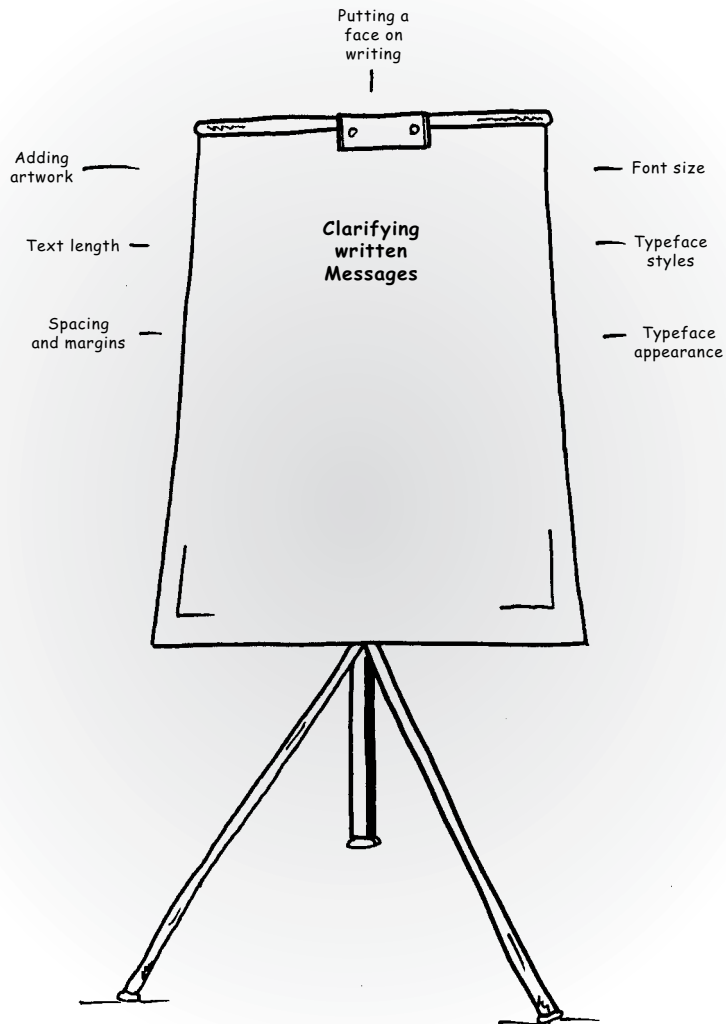 Putting a
face on
writing
Adding
artwork
Font size
Clarifying
written
Messages
Text length
Typeface
styles
Spacing
and margins
Typeface
appearance